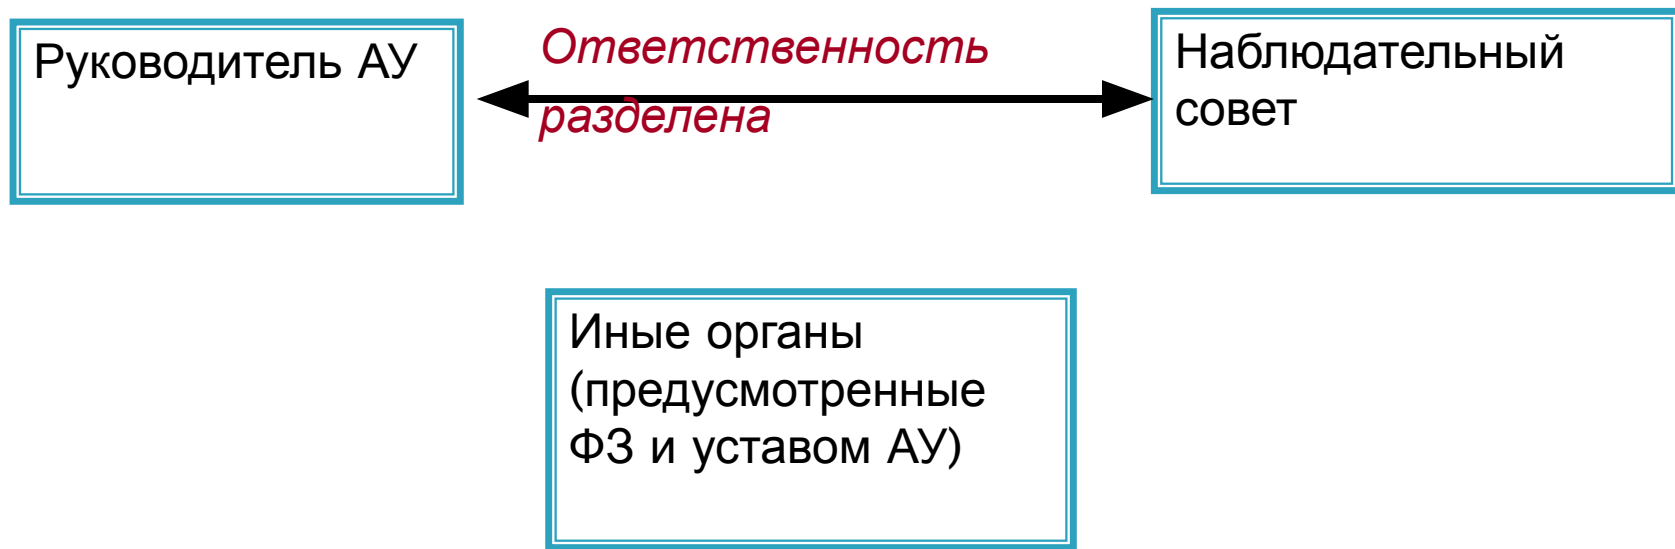 Руководитель АУ
Ответственность
разделена
Наблюдательный
совет
Иные органы
(предусмотренные
ФЗ и уставом АУ)